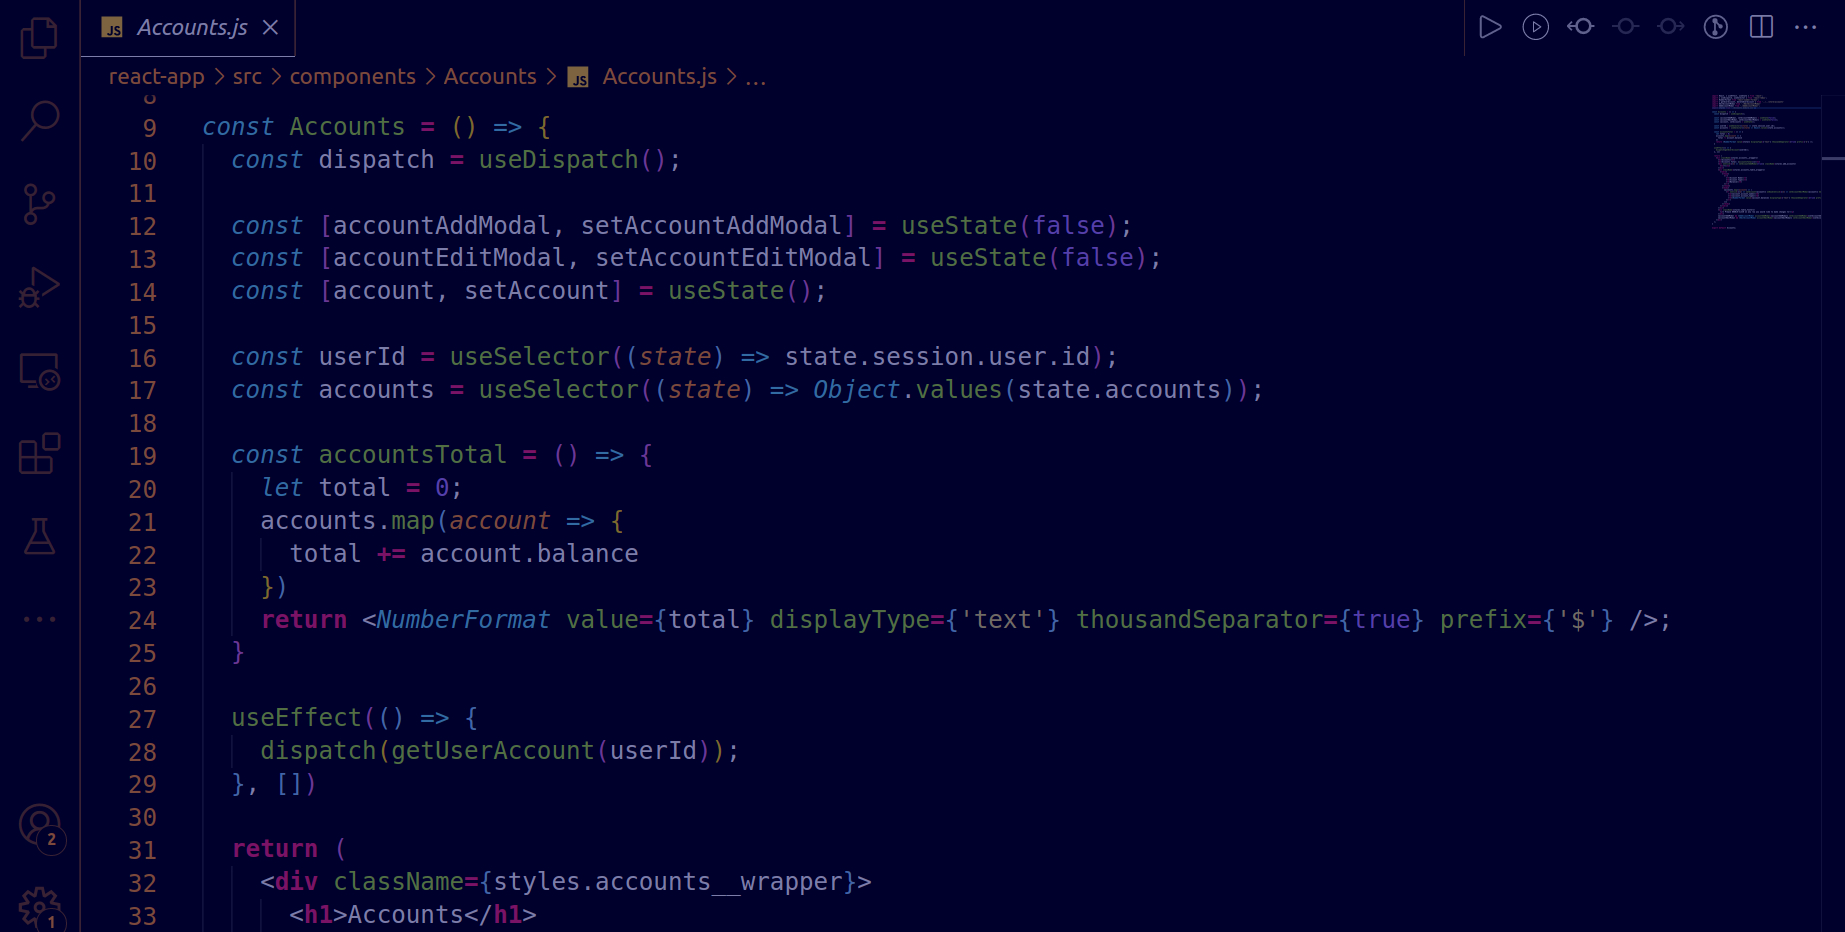 JS Accounts.js
react-app > src > components > Accounts > JS Accounts.js > ...
8
9 const Accounts = () => {
10 const dispatch = useDispatch();
11
12 const [accountAddModal, setAccountAddModal] = useState(false);
13 const [accountEditModal, setAccountEditModal] = useState(false);
14 const [account, setAccount] = useState();
15
16 const userId = useSelector((state) => state.session.user.id);
17 const accounts = useSelector((state) => Object.values(state.accounts));
18
19 const accountsTotal = () => {
20 let total = 0;
21 accounts.map(account => {
22 total += account.balance
23 })
24 return <NumberFormat value={total} displayType={'text'} thousandSeparator={true} prefix={'$'} />;
25 }
26
27 useEffect(() => {
28 dispatch(getUserAccount(userId));
29 }, [])
30
31 return (
32 <div className={styles.accounts__wrapper}>
33 <h1>Accounts</h1>
2
1